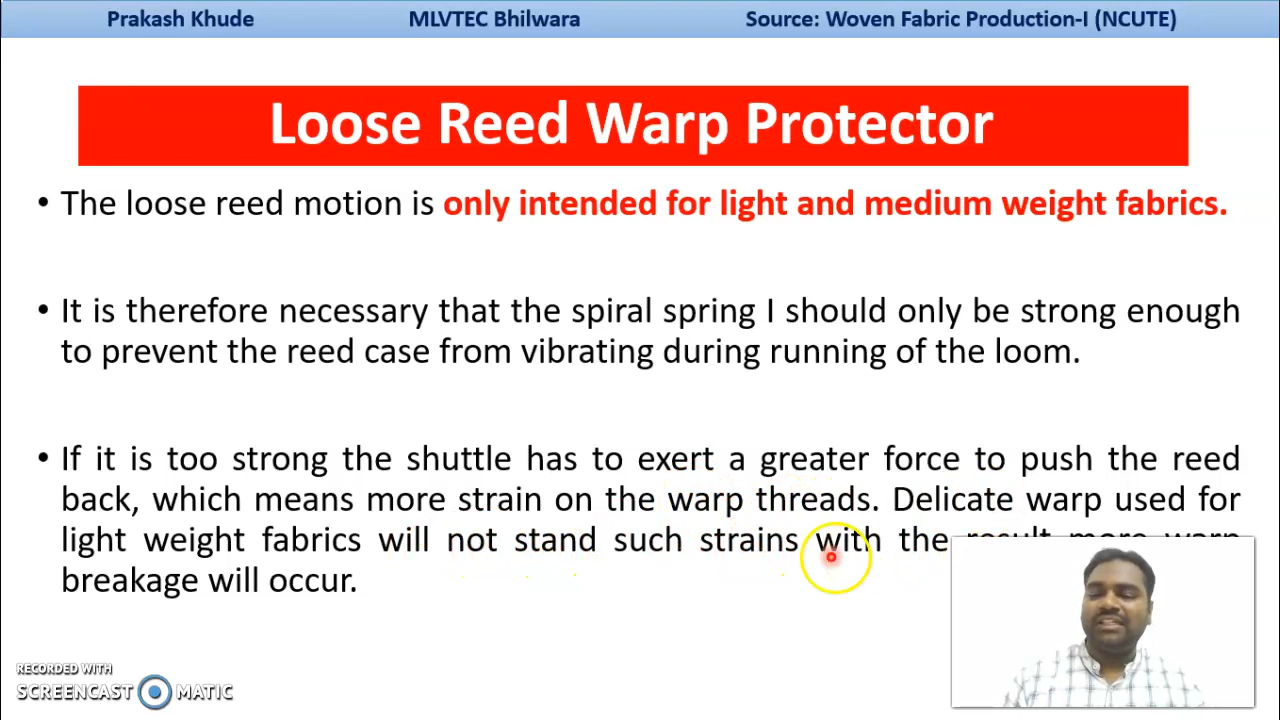 Prakash Khude MLVTEC Bhilwara Source: Woven Fabric Production-I (NCUTE)
Loose Reed Warp Protector
• The loose reed motion is only intended for light and medium weight fabrics.
• It is therefore necessary that the spiral spring I should only be strong enough
to prevent the reed case from vibrating during running of the loom.
• If it is too strong the shuttle has to exert a greater force to push the reed
back, which means more strain on the warp threads. Delicate warp used for
light weight fabrics will not stand such strains with the result more warp
breakage will occur.
RECORDED WITH
SCREENCAST MATIC